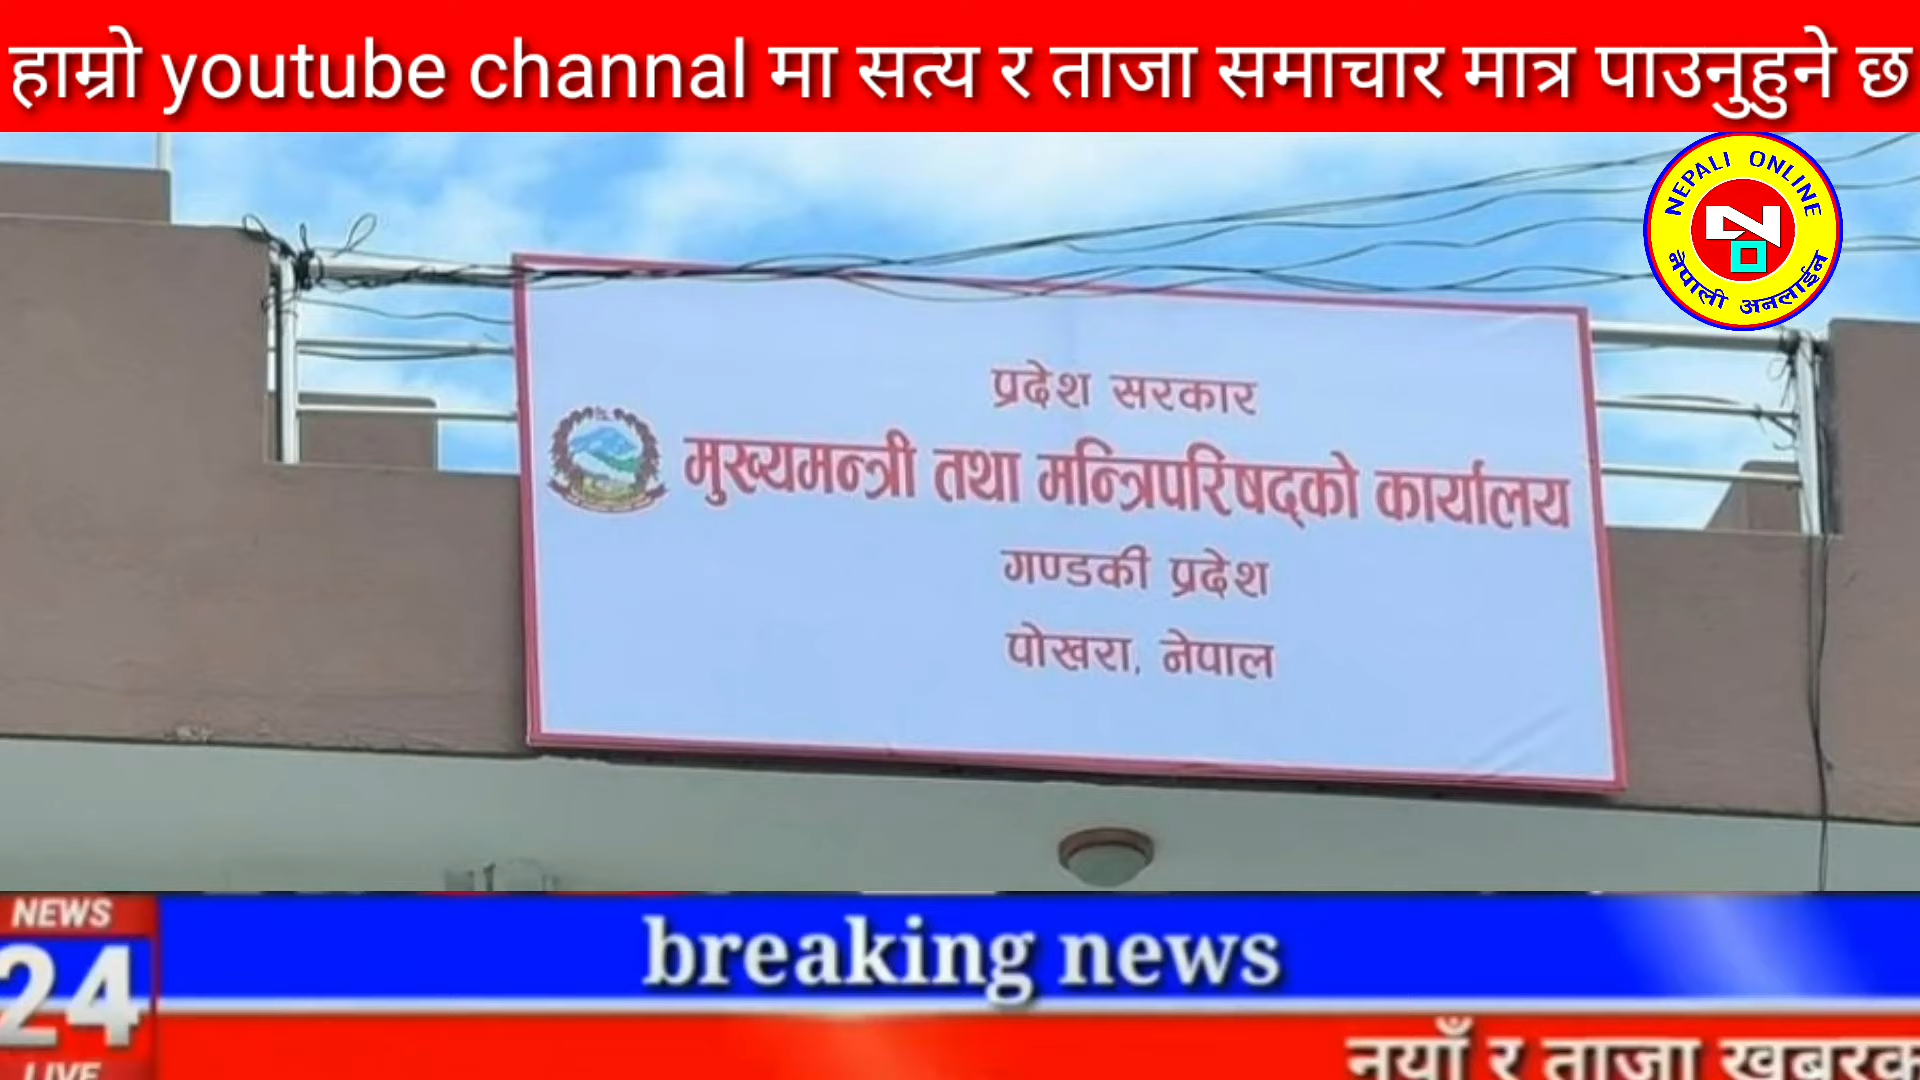 हाम्रो youtube channal मा सत्य र ताजा समाचार मात्र पाउनुहुने छ
NEPALI ONLINE
नेपाली अनलाईन
प्रदेश सरकार
मुख्यमन्त्री तथा मन्त्रिपरिषद्को कार्यालय
गण्डकी प्रदेश
पोखरा, नेपाल
NEWS
24
LIVE
breaking news
नयाँ र ताजा खबरक